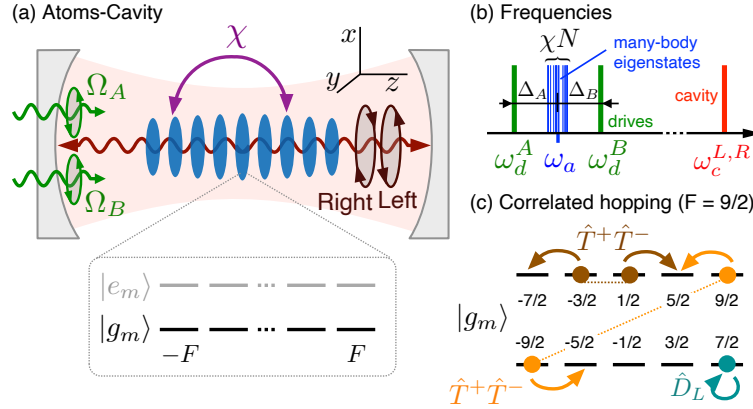 (a) Atoms-Cavity
χ
x
y
z
Ω_A
Ω_B
Right Left
|e_m⟩
...
|g_m⟩
...
−F
F
(b) Frequencies
χN
many-body
eigenstates
Δ_A
Δ_B
cavity
drives
ω_d^A
ω_a
ω_d^B
ω_c^{L,R}
(c) Correlated hopping (F = 9/2)
T̂⁺T̂⁻
-7/2 -3/2 1/2 5/2 9/2
|g_m⟩
-9/2 -5/2 -1/2 3/2 7/2
T̂⁺T̂⁻
D̂_L